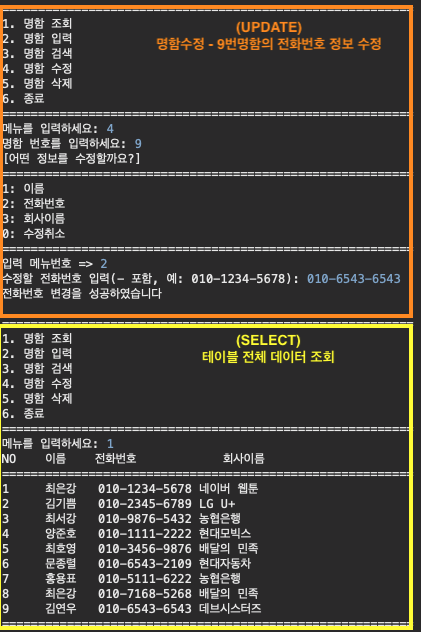 1. 명함 조회
2. 명함 입력
3. 명함 검색
4. 명함 수정
5. 명함 삭제
6. 종료
(UPDATE)
명함수정 - 9번명함의 전화번호 정보 수정
============================================================
메뉴를 입력하세요: 4
명함 번호를 입력하세요: 9
[어떤 정보를 수정할까요?]
============================================================
1: 이름
2: 전화번호
3: 회사이름
0: 수정취소
============================================================
입력 메뉴번호 => 2
수정할 전화번호 입력(- 포함, 예: 010-1234-5678): 010-6543-6543
전화번호 변경을 성공하였습니다
============================================================
1. 명함 조회
2. 명함 입력
3. 명함 검색
4. 명함 수정
5. 명함 삭제
6. 종료
(SELECT)
테이블 전체 데이터 조회
============================================================
메뉴를 입력하세요: 1
NO 이름 전화번호 회사이름
============================================================
1 최은강 010-1234-5678 네이버 웹툰
2 김기쁨 010-2345-6789 LG U+
3 최서강 010-9876-5432 농협은행
4 양준호 010-1111-2222 현대모빅스
5 최호영 010-3456-9876 배달의 민족
6 문종렬 010-6543-2109 현대자동차
7 홍용표 010-5111-6222 농협은행
8 최은강 010-7168-5268 배달의 민족
9 김연우 010-6543-6543 데브시스터즈
============================================================